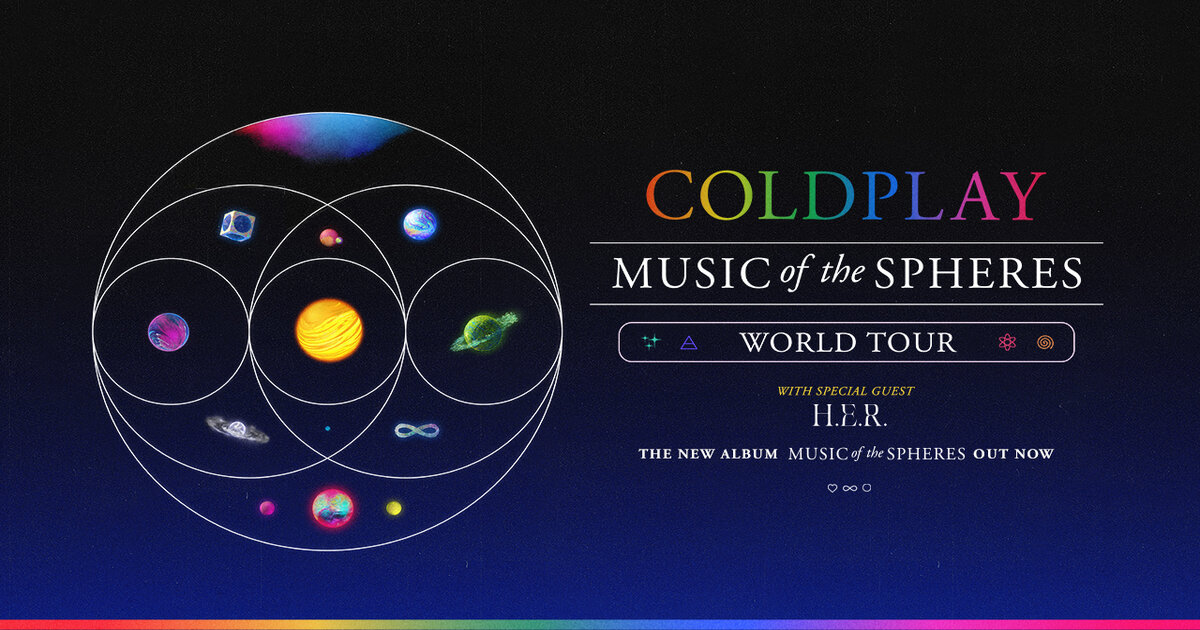 COLDPLAY
MUSIC of the SPHERES
WORLD TOUR
WITH SPECIAL GUEST
H.E.R.
THE NEW ALBUM MUSIC of the SPHERES OUT NOW